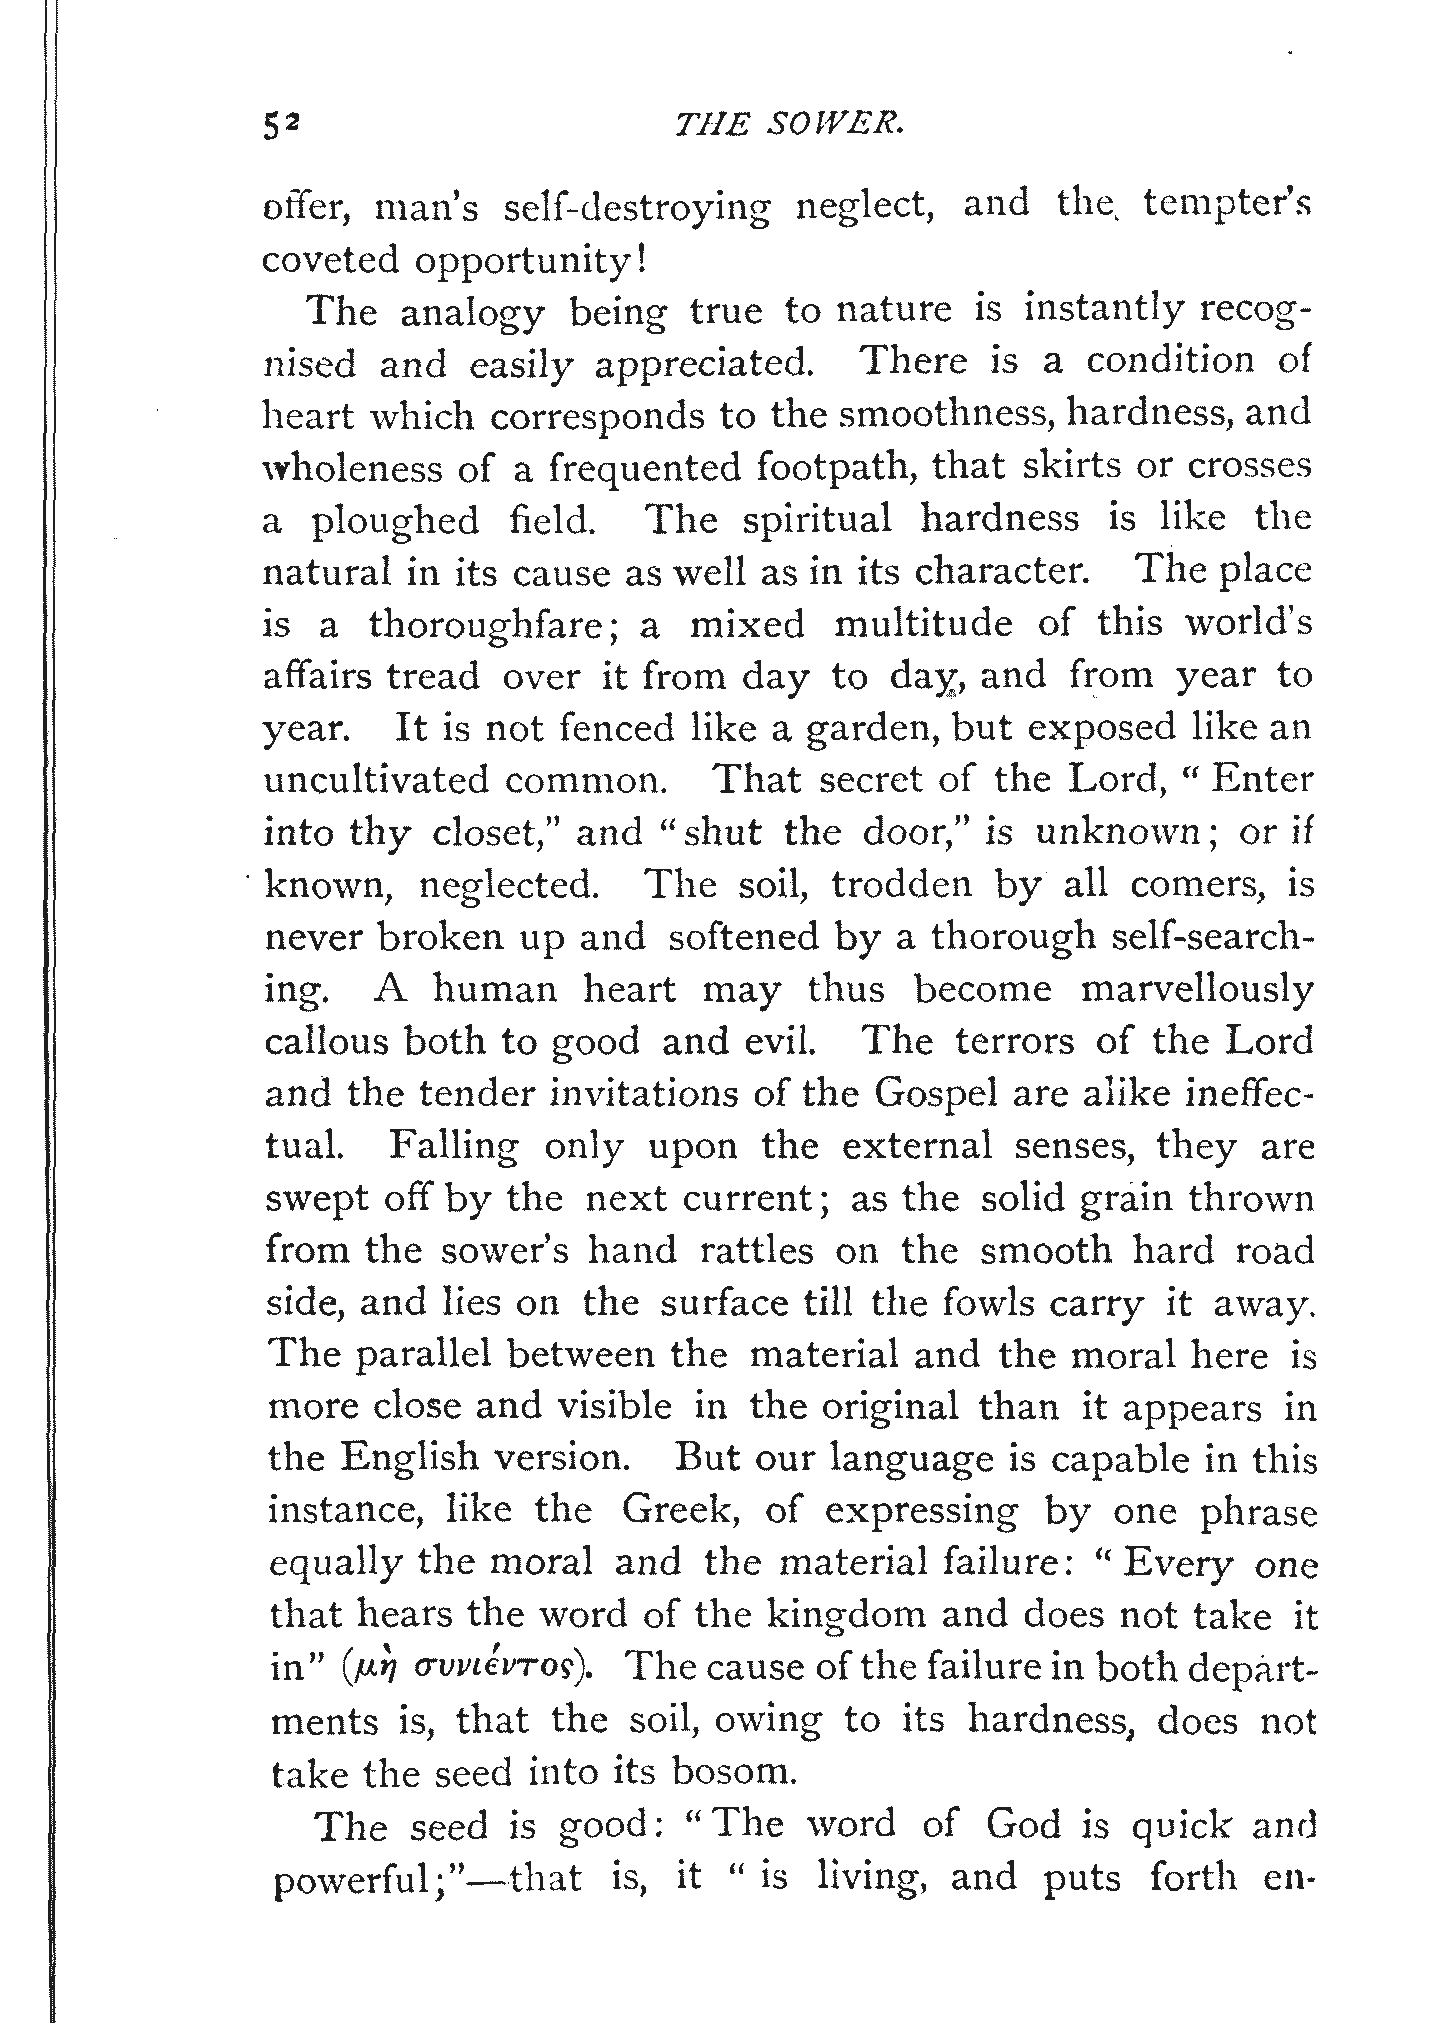 52 THE SOWER.
offer, man's self-destroying neglect, and the tempter's
coveted opportunity!
The analogy being true to nature is instantly recog-
nised and easily appreciated. There is a condition of
heart which corresponds to the smoothness, hardness, and
wholeness of a frequented footpath, that skirts or crosses
a ploughed field. The spiritual hardness is like the
natural in its cause as well as in its character. The place
is a thoroughfare; a mixed multitude of this world's
affairs tread over it from day to day, and from year to
year. It is not fenced like a garden, but exposed like an
uncultivated common. That secret of the Lord, “Enter
into thy closet,” and “shut the door,” is unknown; or if
known, neglected. The soil, trodden by all comers, is
never broken up and softened by a thorough self-search-
ing. A human heart may thus become marvellously
callous both to good and evil. The terrors of the Lord
and the tender invitations of the Gospel are alike ineffec-
tual. Falling only upon the external senses, they are
swept off by the next current; as the solid grain thrown
from the sower's hand rattles on the smooth hard road
side, and lies on the surface till the fowls carry it away.
The parallel between the material and the moral here is
more close and visible in the original than it appears in
the English version. But our language is capable in this
instance, like the Greek, of expressing by one phrase
equally the moral and the material failure: “Every one
that hears the word of the kingdom and does not take it
in” (μὴ συνιέντος). The cause of the failure in both depart-
ments is, that the soil, owing to its hardness, does not
take the seed into its bosom.
The seed is good: “The word of God is quick and
powerful;”—that is, it “is living, and puts forth en-